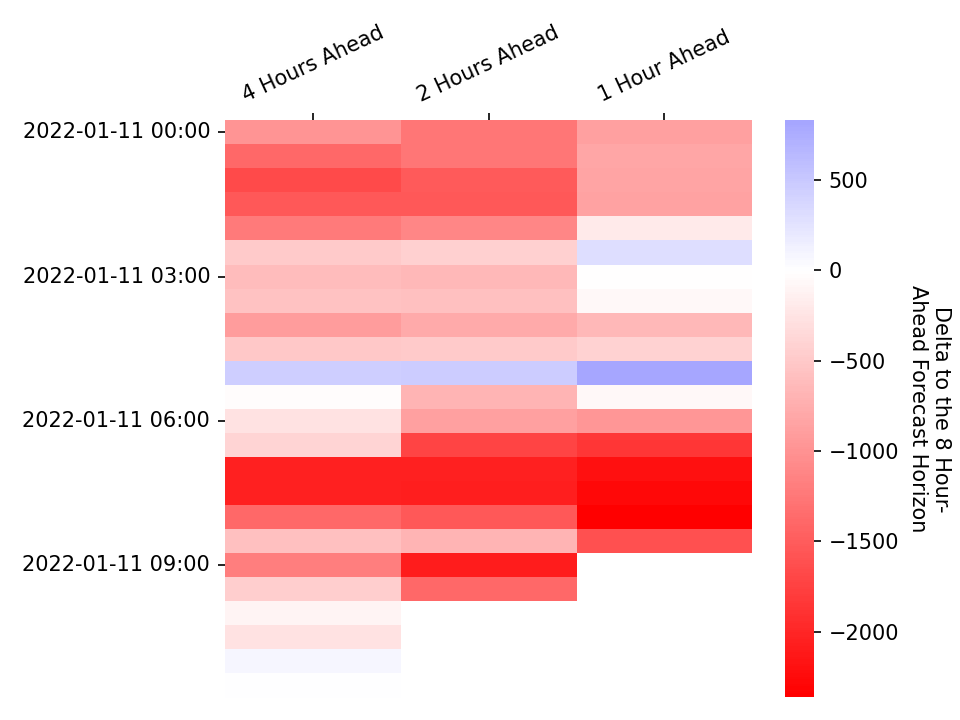 4 Hours Ahead
2 Hours Ahead
1 Hour Ahead
2022-01-11 00:00
2022-01-11 03:00
2022-01-11 06:00
2022-01-11 09:00
500
0
−500
−1000
−1500
−2000
Delta to the 8 Hour-
Ahead Forecast Horizon